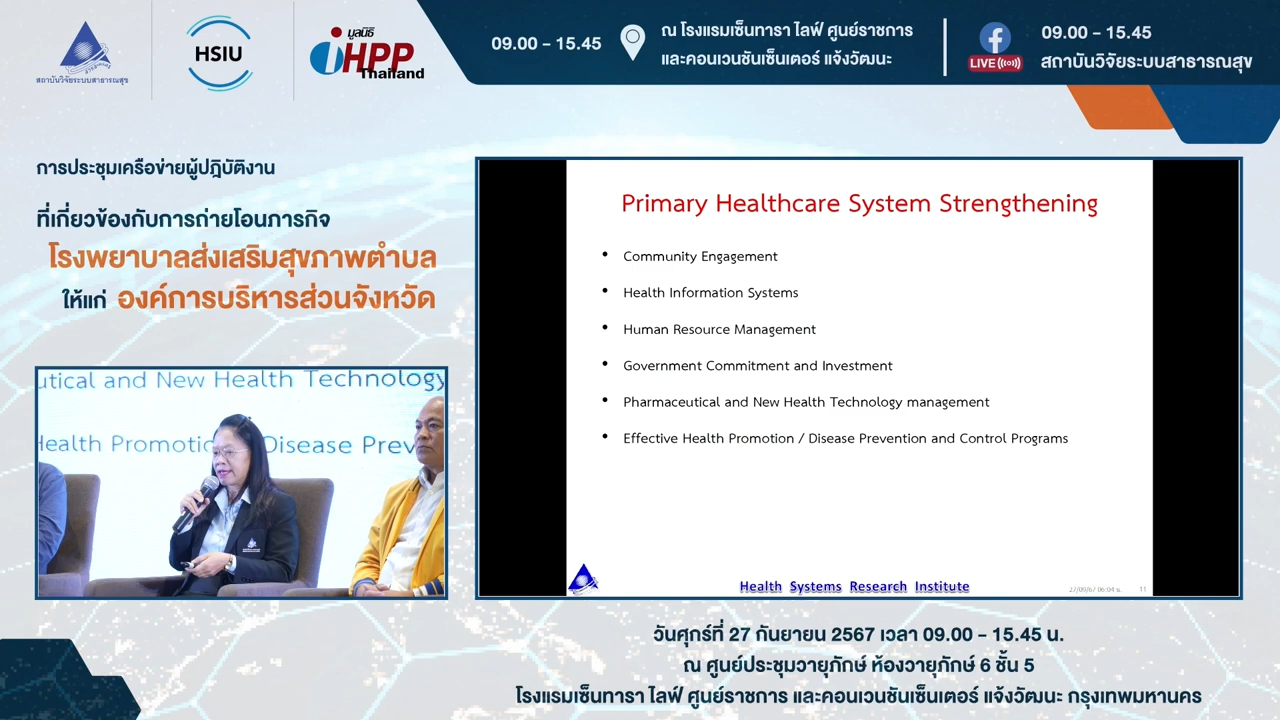 สถาบันวิจัยระบบสาธารณสุข
HSIU
มูลนิธิ
iHPP
Thailand
09.00 - 15.45
ณ โรงแรมเซ็นทารา ไลฟ์ ศูนย์ราชการ
และคอนเวนชันเซ็นเตอร์ แจ้งวัฒนะ
LIVE
09.00 - 15.45
สถาบันวิจัยระบบสาธารณสุข
การประชุมเครือข่ายผู้ปฏิบัติงาน
ที่เกี่ยวข้องกับการถ่ายโอนภารกิจ
โรงพยาบาลส่งเสริมสุขภาพตำบล
ให้แก่ องค์การบริหารส่วนจังหวัด
utical and New Health Technology
Health Promotio Disease Prev
Primary Healthcare System Strengthening
• Community Engagement
• Health Information Systems
• Human Resource Management
• Government Commitment and Investment
• Pharmaceutical and New Health Technology management
• Effective Health Promotion / Disease Prevention and Control Programs
Health Systems Research Institute
27/09/67 06:04 น.
11
วันศุกร์ที่ 27 กันยายน 2567 เวลา 09.00 - 15.45 น.
ณ ศูนย์ประชุมวายุภักษ์ ห้องวายุภักษ์ 6 ชั้น 5
โรงแรมเซ็นทารา ไลฟ์ ศูนย์ราชการ และคอนเวนชันเซ็นเตอร์ แจ้งวัฒนะ กรุงเทพมหานคร